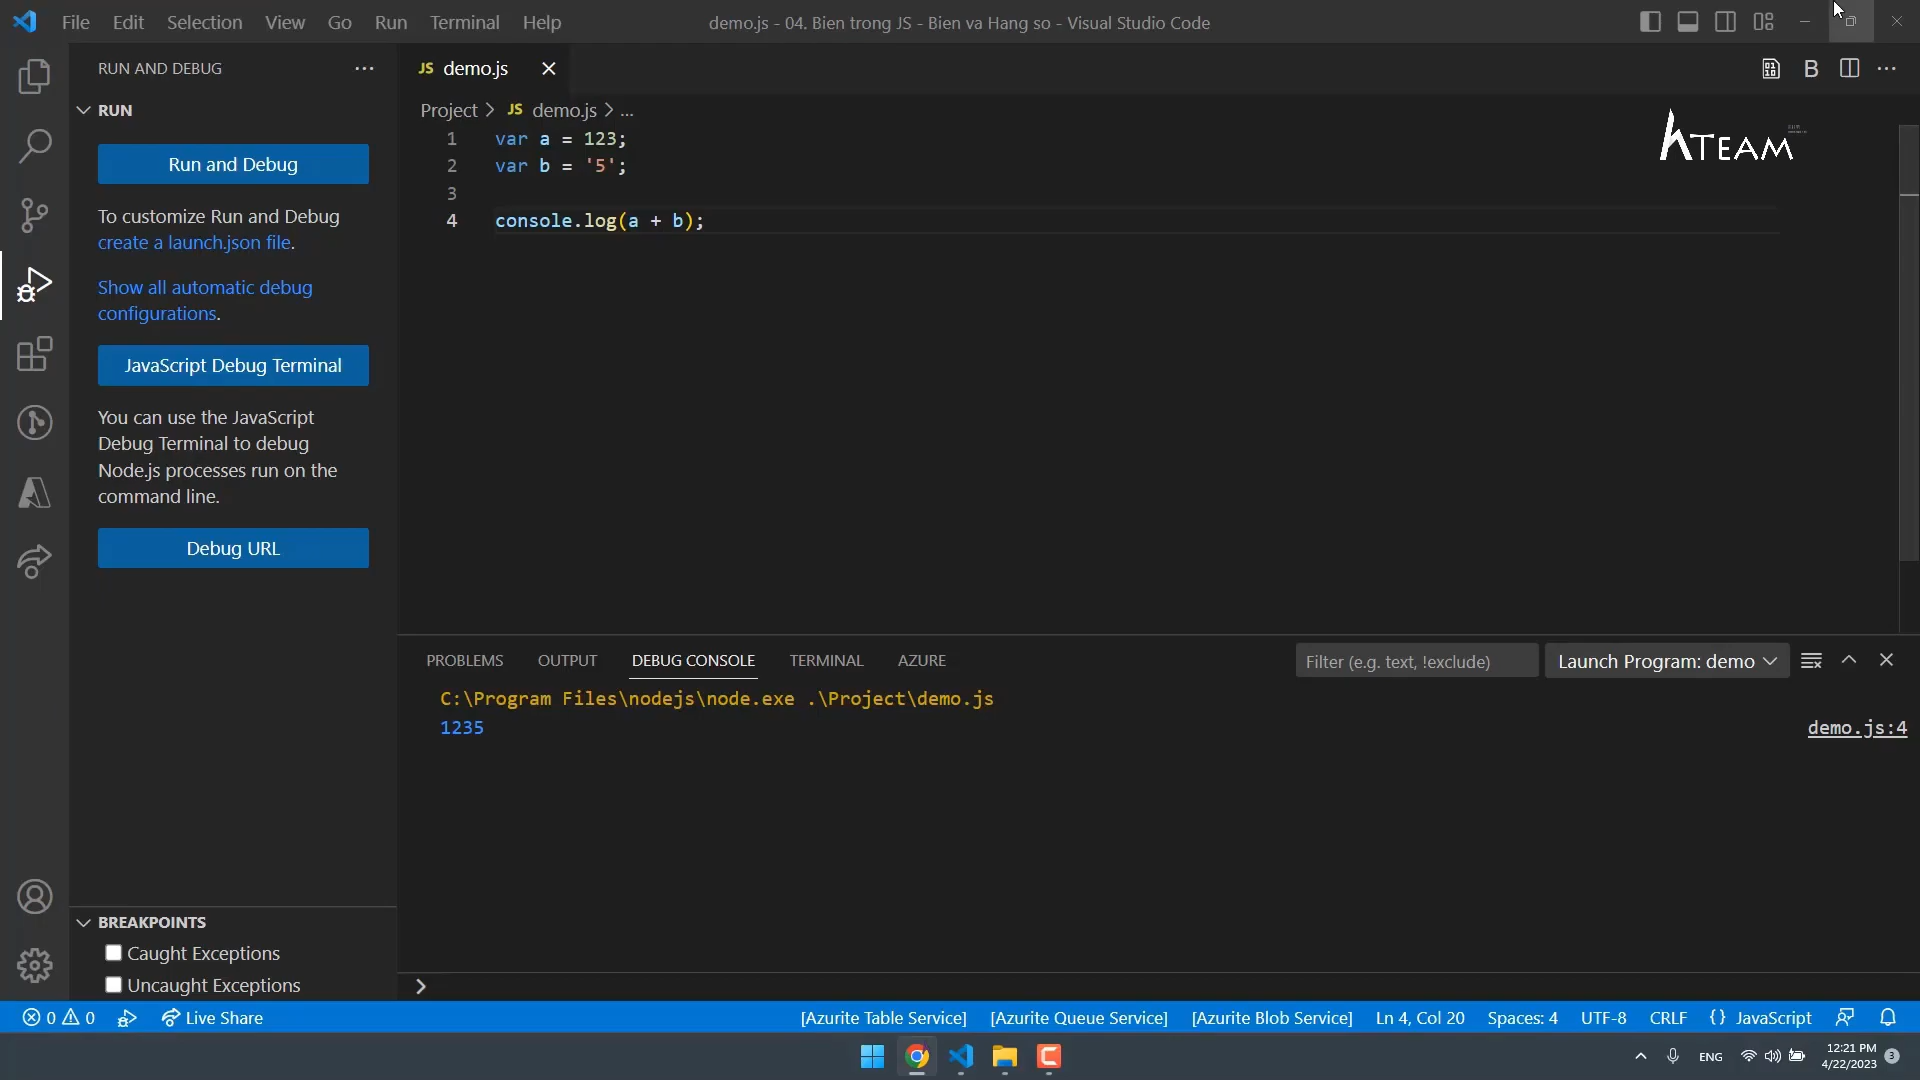 File Edit Selection View Go Run Terminal Help
demo.js - 04. Bien trong JS - Bien va Hang so - Visual Studio Code
RUN AND DEBUG
RUN
Run and Debug
To customize Run and Debug
create a launch.json file.
Show all automatic debug
configurations.
JavaScript Debug Terminal
You can use the JavaScript
Debug Terminal to debug
Node.js processes run on the
command line.
Debug URL
BREAKPOINTS
Caught Exceptions
Uncaught Exceptions
JS demo.js
B
Project > JS demo.js > ...
1 var a = 123;
2 var b = '5';
3
4 console.log(a + b);
hTEAM
PROBLEMS OUTPUT DEBUG CONSOLE TERMINAL AZURE
Filter (e.g. text, !exclude)
Launch Program: demo
C:\Program Files\nodejs\node.exe .\Project\demo.js
1235
demo.js:4
0 0 Live Share
[Azurite Table Service] [Azurite Queue Service] [Azurite Blob Service] Ln 4, Col 20 Spaces: 4 UTF-8 CRLF {} JavaScript
ENG
12:21 PM
4/22/2023
3